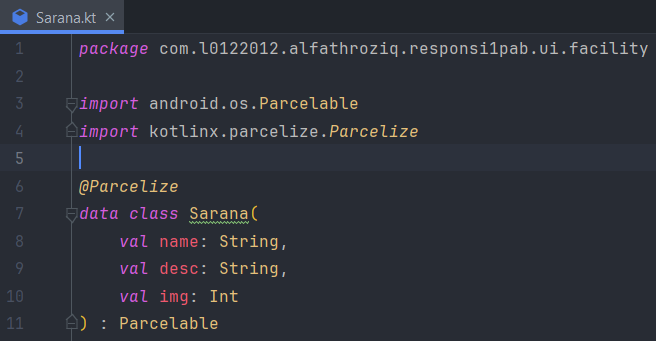 Sarana.kt
1 package com.l0122012.alfathroziq.responsi1pab.ui.facility
2
3 import android.os.Parcelable
4 import kotlinx.parcelize.Parcelize
5
6 @Parcelize
7 data class Sarana(
8     val name: String,
9     val desc: String,
10     val img: Int
11 ) : Parcelable